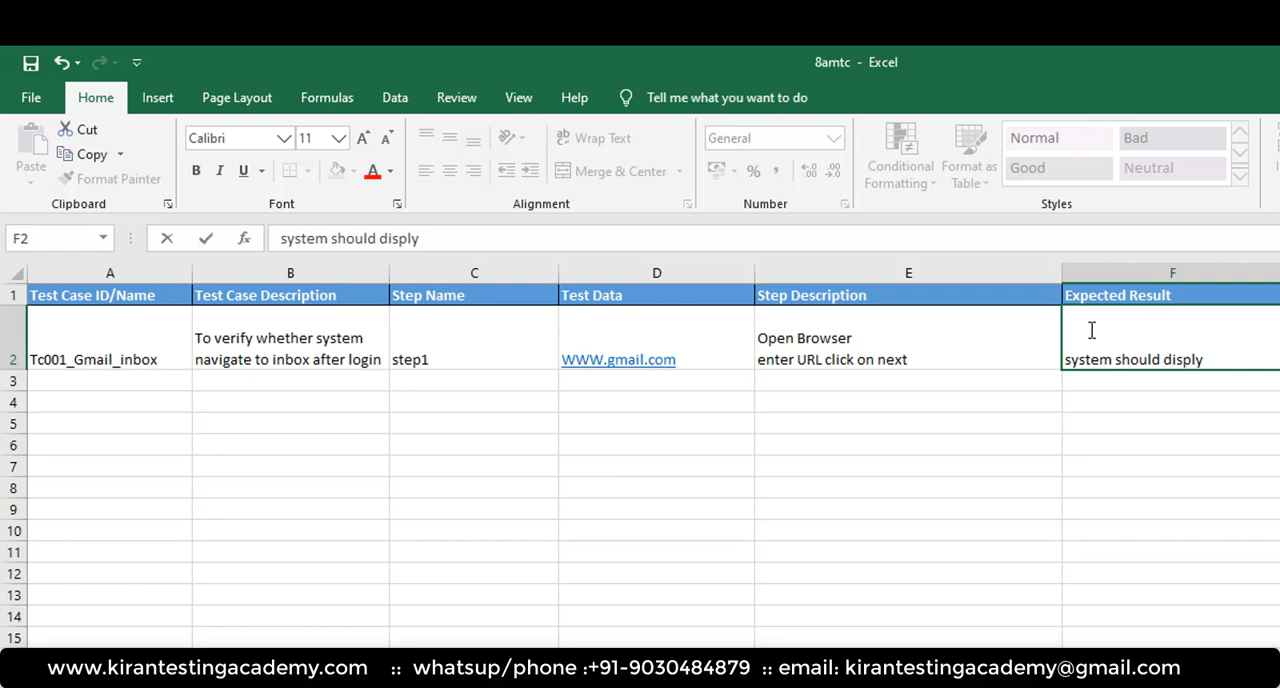 8amtc - Excel
File Home Insert Page Layout Formulas Data Review View Help Tell me what you want to do
Paste
Cut
Copy
Format Painter
Clipboard
Calibri 11 A A
B I U A
Font
Wrap Text
Merge & Center
Alignment
General
% ,
Number
Conditional
Formatting
Format as
Table
Normal Bad
Good Neutral
Styles
F2 fx system should disply
A B C D E F
1 Test Case ID/Name Test Case Description Step Name Test Data Step Description Expected Result
To verify whether system Open Browser
2 Tc001_Gmail_inbox navigate to inbox after login step1 WWW.gmail.com enter URL click on next system should disply
3
4
5
6
7
8
9
10
11
12
13
14
15
www.kirantestingacademy.com :: whatsup/phone :+91-9030484879 :: email: kirantestingacademy@gmail.com